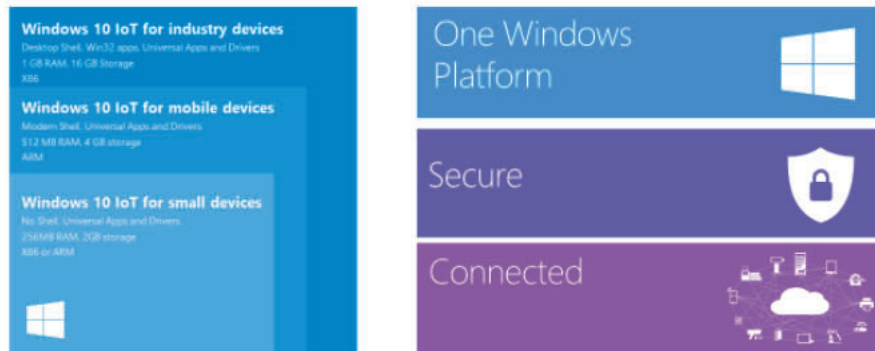 Windows 10 IoT for industry devices
Desktop Shell, Win32 apps, Universal Apps and Drivers
1 GB RAM, 16 GB Storage
X86
Windows 10 IoT for mobile devices
Modern Shell, Universal Apps and Drivers
512 MB RAM, 4 GB storage
ARM
Windows 10 IoT for small devices
No Shell, Universal Apps and Drivers
256MB RAM, 2GB storage
X86 or ARM
One Windows
Platform
Secure
Connected